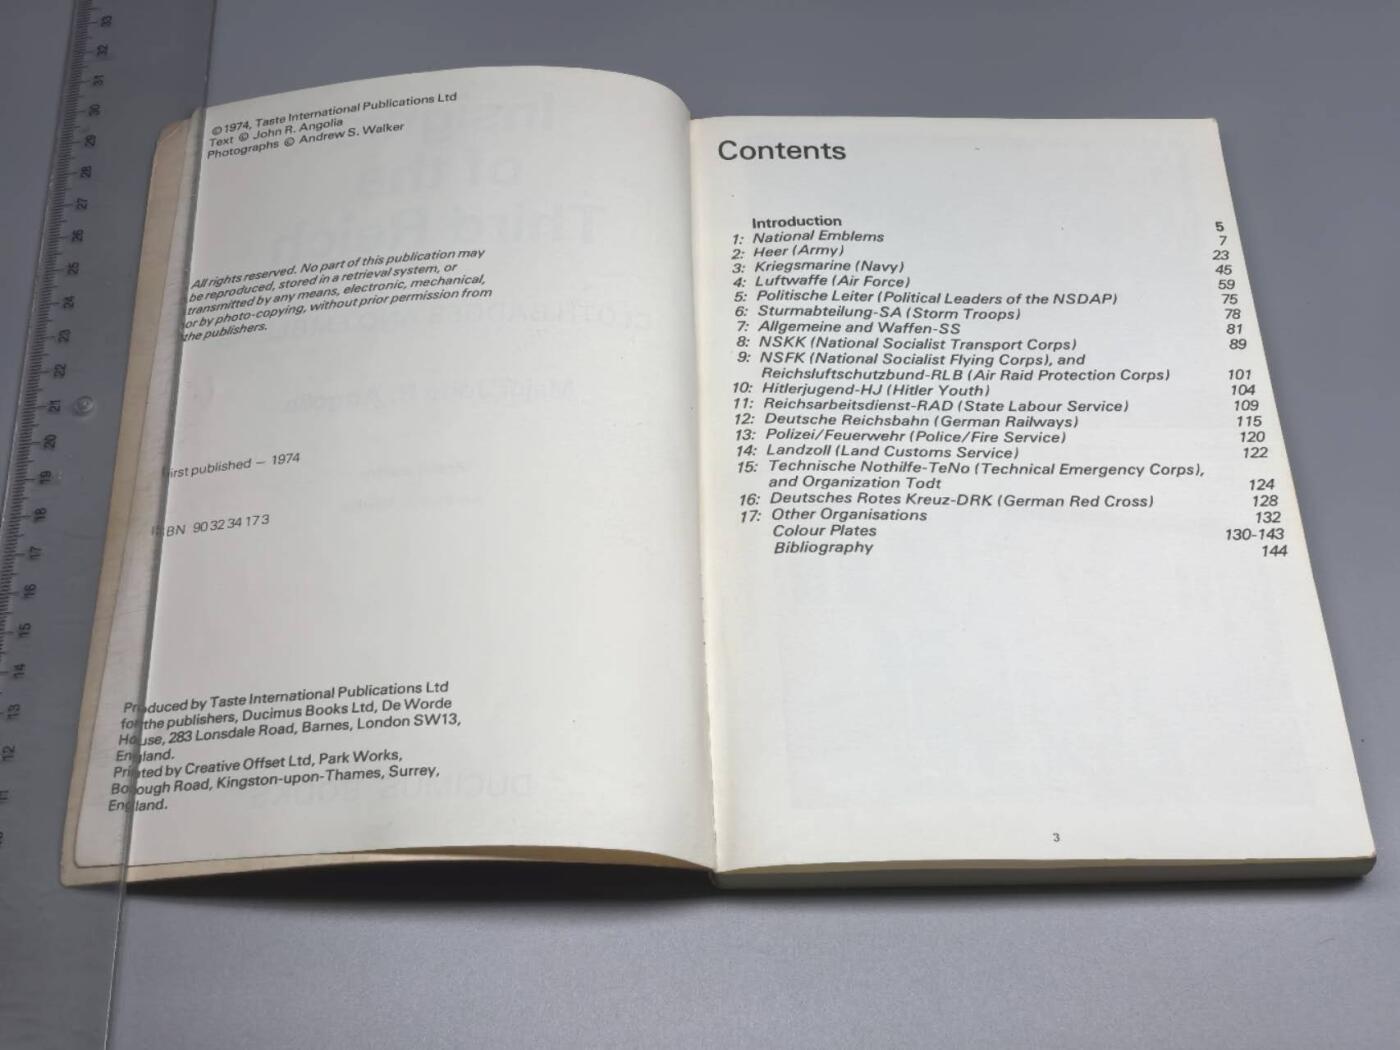 © 1974, Taste International Publications Ltd
Text © John R. Angolia
Photographs © Andrew S. Walker
All rights reserved. No part of this publication may
be reproduced, stored in a retrieval system, or
transmitted by any means, electronic, mechanical,
or by photo-copying, without prior permission from
the publishers.
First published — 1974
ISBN 903234173
Produced by Taste International Publications Ltd
for the publishers, Ducimus Books Ltd, De Worde
House, 283 Lonsdale Road, Barnes, London SW13,
England.
Printed by Creative Offset Ltd, Park Works,
Borough Road, Kingston-upon-Thames, Surrey,
England.
Contents
Introduction 5
1: National Emblems 7
2: Heer (Army) 23
3: Kriegsmarine (Navy) 45
4: Luftwaffe (Air Force) 59
5: Politische Leiter (Political Leaders of the NSDAP) 75
6: Sturmabteilung-SA (Storm Troops) 78
7: Allgemeine and Waffen-SS 81
8: NSKK (National Socialist Transport Corps) 89
9: NSFK (National Socialist Flying Corps), and
Reichsluftschutzbund-RLB (Air Raid Protection Corps) 101
10: Hitlerjugend-HJ (Hitler Youth) 104
11: Reichsarbeitsdienst-RAD (State Labour Service) 109
12: Deutsche Reichsbahn (German Railways) 115
13: Polizei/Feuerwehr (Police/Fire Service) 120
14: Landzoll (Land Customs Service) 122
15: Technische Nothilfe-TeNo (Technical Emergency Corps),
and Organization Todt 124
16: Deutsches Rotes Kreuz-DRK (German Red Cross) 128
17: Other Organisations 132
Colour Plates 130-143
Bibliography 144
3